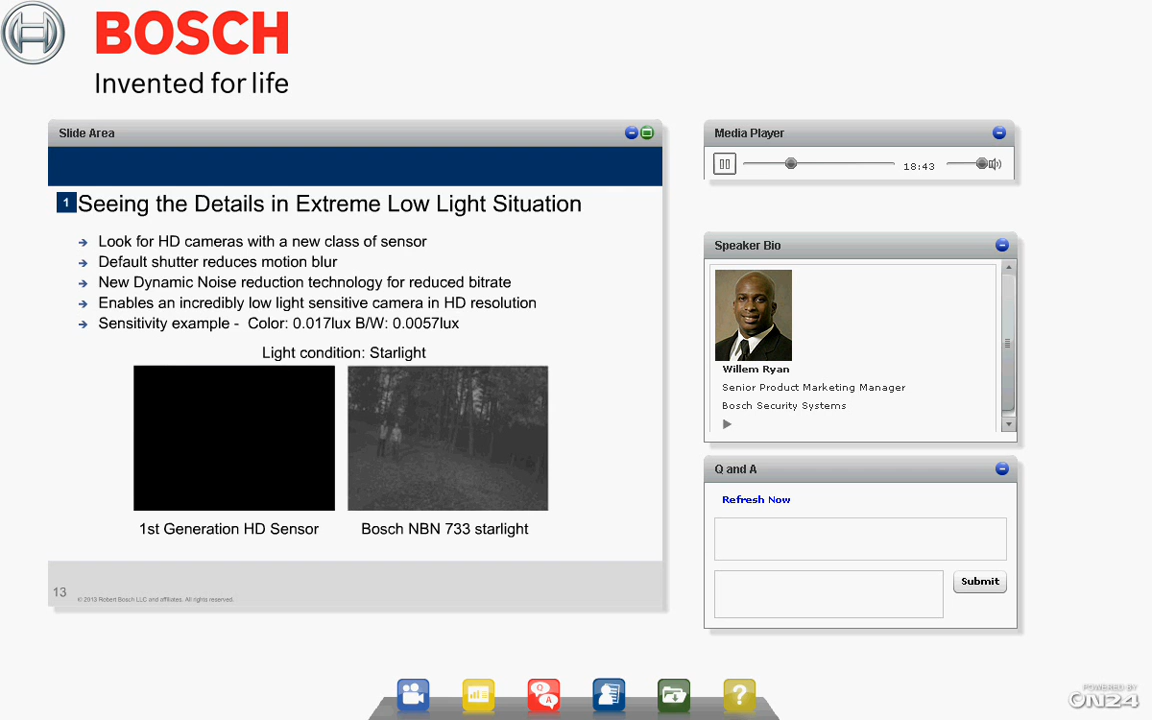 BOSCH
Invented for life
Slide Area
1 Seeing the Details in Extreme Low Light Situation
Look for HD cameras with a new class of sensor
Default shutter reduces motion blur
New Dynamic Noise reduction technology for reduced bitrate
Enables an incredibly low light sensitive camera in HD resolution
Sensitivity example - Color: 0.017lux B/W: 0.0057lux
Light condition: Starlight
1st Generation HD Sensor
Bosch NBN 733 starlight
13
© 2013 Robert Bosch LLC and affiliates. All rights reserved.
Media Player
18:43
Speaker Bio
Willem Ryan
Senior Product Marketing Manager
Bosch Security Systems
Q and A
Refresh Now
Submit
Q
A
?
POWERED BY
ON24